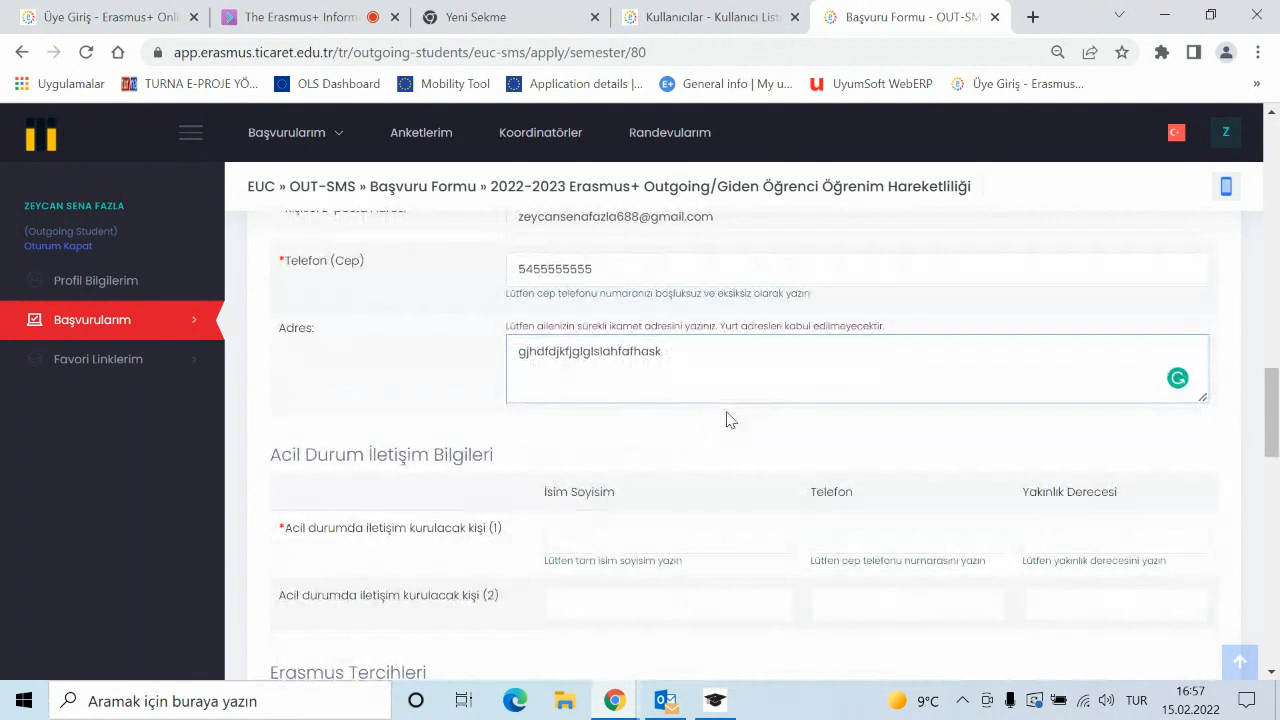 Üye Giriş - Erasmus+ Onli
The Erasmus+ Inform
Yeni Sekme
Kullanıcılar - Kullanıcı List
Başvuru Formu - OUT-SM
app.erasmus.ticaret.edu.tr/tr/outgoing-students/euc-sms/apply/semester/80
Uygulamalar
TURNA E-PROJE YÖ...
OLS Dashboard
Mobility Tool
Application details |...
General info | My u...
UyumSoft WebERP
Üye Giriş - Erasmus...
»
Başvurularım
Anketlerim
Koordinatörler
Randevularım
Z
EUC » OUT-SMS » Başvuru Formu » 2022-2023 Erasmus+ Outgoing/Giden Öğrenci Öğrenim Hareketliliği
ZEYCAN SENA FAZLA
(Outgoing Student)
Oturum Kapat
Profil Bilgilerim
Başvurularım
Favori Linklerim
zeycansenafazla688@gmail.com
*Telefon (Cep)
5455555555
Lütfen cep telefonu numaranızı boşluksuz ve eksiksiz olarak yazın
Adres:
Lütfen ailenizin sürekli ikamet adresini yazınız. Yurt adresleri kabul edilmeyecektir.
gjhdfdjkfjglglslahfafhask
Acil Durum İletişim Bilgileri
İsim Soyisim
Telefon
Yakınlık Derecesi
*Acil durumda iletişim kurulacak kişi (1)
Lütfen tam isim soyisim yazın
Lütfen cep telefonu numarasını yazın
Lütfen yakınlık derecesini yazın
Acil durumda iletişim kurulacak kişi (2)
Erasmus Tercihleri
Aramak için buraya yazın
9°C
TUR
16:57
15.02.2022